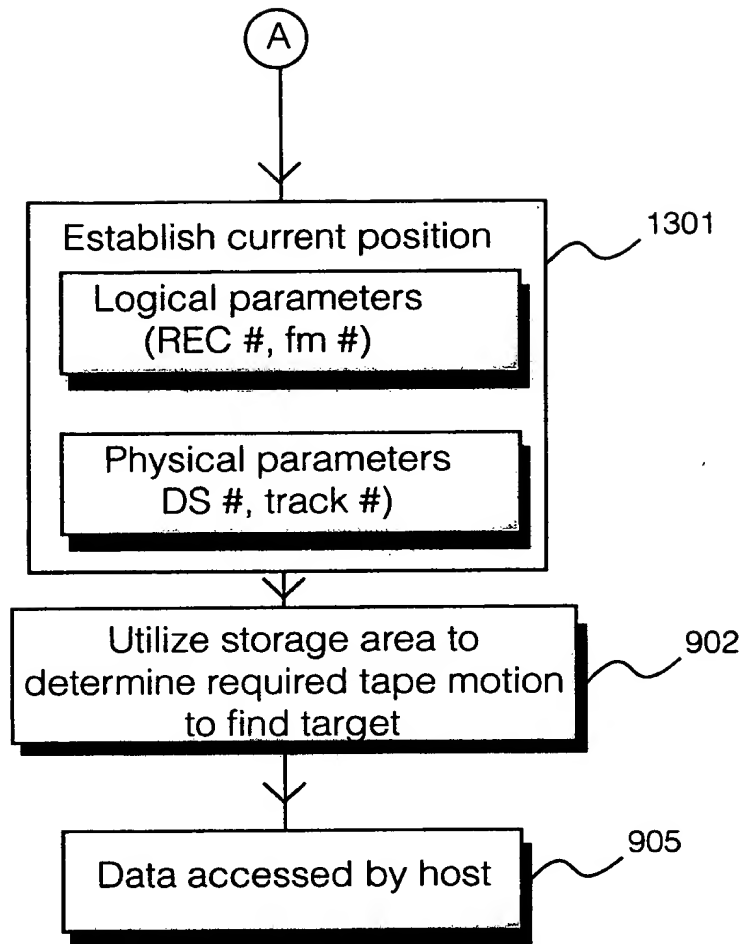 A
Establish current position
1301
Logical parameters
(REC #, fm #)
Physical parameters
DS #, track #)
Utilize storage area to
determine required tape motion
to find target
902
Data accessed by host
905